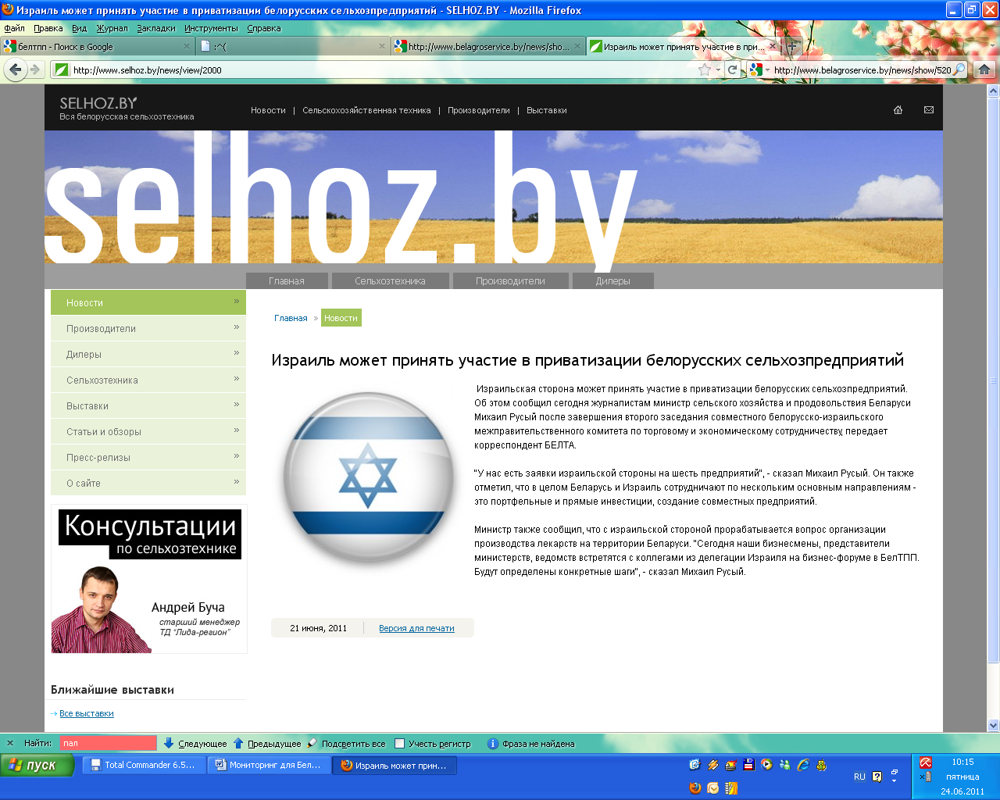 Израиль может принять участие в приватизации белорусских сельхозпредприятий - SELHOZ.BY - Mozilla Firefox
Файл Правка Вид Журнал Закладки Инструменты Справка
белтпп - Поиск в Google
:^(
http://www.belagroservice.by/news/sho...
Израиль может принять участие в при...
http://www.selhoz.by/news/view/2000
http://www.belagroservice.by/news/show/520
SELHOZ.BY
Вся белорусская сельхозтехника
Новости | Сельскохозяйственная техника | Производители | Выставки
selhoz.by
Главная Сельхозтехника Производители Дилеры
Новости »
Производители »
Дилеры »
Сельхозтехника »
Выставки »
Статьи и обзоры »
Пресс-релизы »
О сайте »
Консультации
по сельхозтехнике
Андрей Буча
старший менеджер
ТД "Лида-регион"
Ближайшие выставки
Все выставки
Главная » Новости
Израиль может принять участие в приватизации белорусских сельхозпредприятий
Израильская сторона может принять участие в приватизации белорусских сельхозпредприятий.
Об этом сообщил сегодня журналистам министр сельского хозяйства и продовольствия Беларуси
Михаил Русый после завершения второго заседания совместного белорусско-израильского
межправительственного комитета по торговому и экономическому сотрудничеству, передает
корреспондент БЕЛТА.
"У нас есть заявки израильской стороны на шесть предприятий", - сказал Михаил Русый. Он также
отметил, что в целом Беларусь и Израиль сотрудничают по нескольким основным направлениям -
это портфельные и прямые инвестиции, создание совместных предприятий.
Министр также сообщил, что с израильской стороной прорабатывается вопрос организации
производства лекарств на территории Беларуси. "Сегодня наши бизнесмены, представители
министерств, ведомств встретятся с коллегами из делегации Израиля на бизнес-форуме в БелТПП.
Будут определены конкретные шаги", - сказал Михаил Русый.
21 июня, 2011
Версия для печати
Найти: пал Следующее Предыдущее Подсветить все Учесть регистр Фраза не найдена
пуск
Total Commander 6.5...
Мониторинг для Бел...
Израиль может прин...
RU
10:15
пятница
24.06.2011